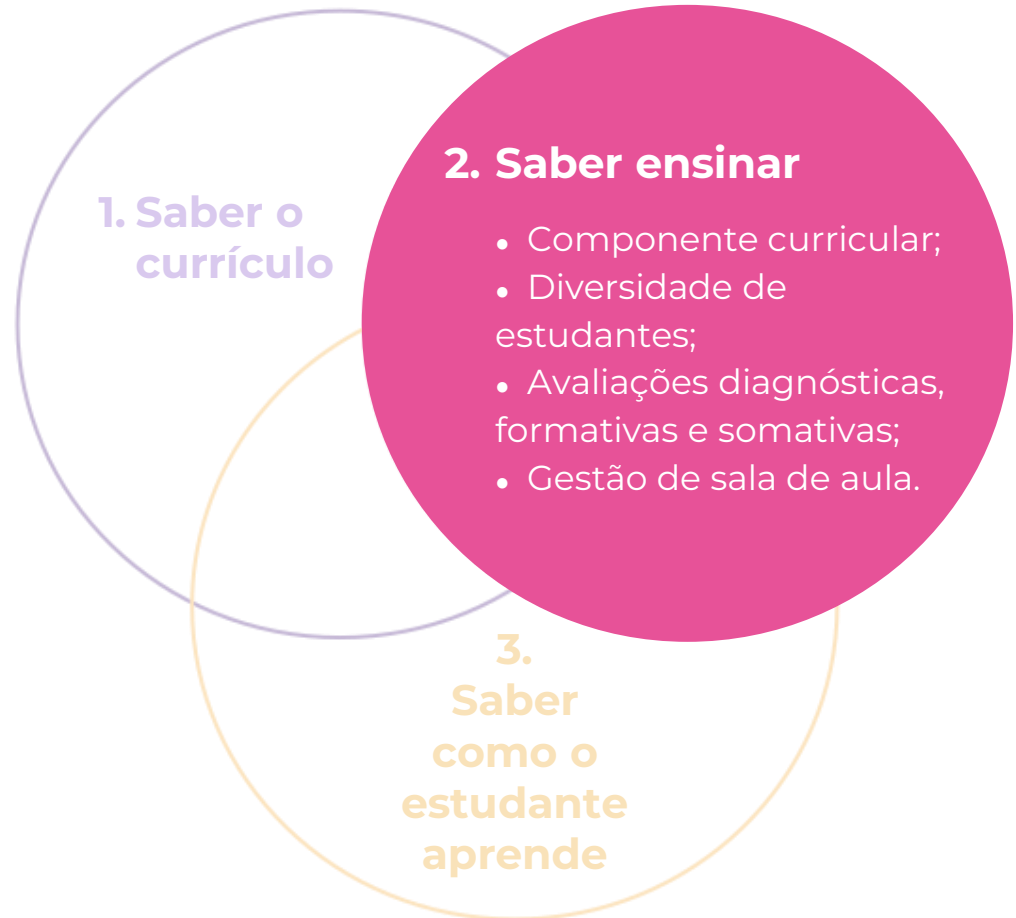 1. Saber o
currículo
2. Saber ensinar
• Componente curricular;
• Diversidade de
estudantes;
• Avaliações diagnósticas,
formativas e somativas;
• Gestão de sala de aula.
3.
Saber
como o
estudante
aprende